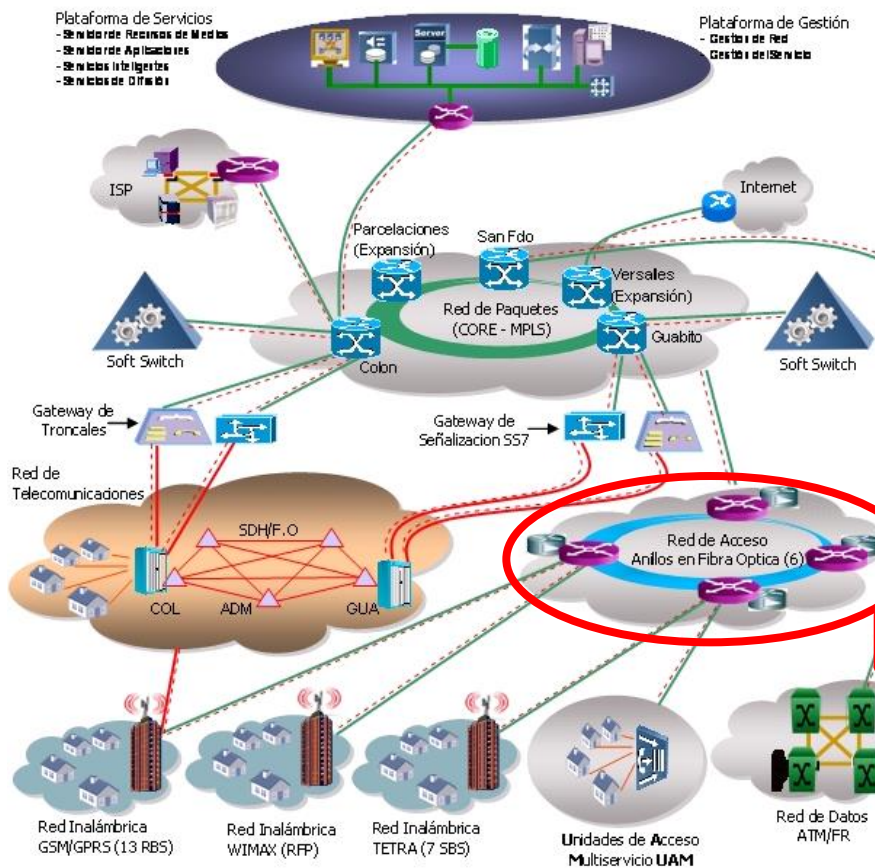 Plataforma de Servicios
- Servidor de Recursos de Medios
- Servidor de Aplicaciones
- Servicios Inteligentes
- Servicios de Difusión
Plataforma de Gestión
- Gestión de Red
Gestión del Servicio
Server
ISP
Internet
Parcelaciones
(Expansión)
San Fdo
Versalles
(Expansión)
Red de Paquetes
(CORE - MPLS)
Soft Switch
Colon
Guabito
Soft Switch
Gateway de
Troncales
Gateway de
Señalizacion SS7
Red de
Telecomunicaciones
SDH/F.O
COL
ADM
GUA
Red de Acceso
Anillos en Fibra Optica (6)
Red Inalámbrica
GSM/GPRS (13 RBS)
Red Inalámbrica
WIMAX (RFP)
Red Inalámbrica
TETRA (7 SBS)
Unidades de Acceso
Multiservicio UAM
Red de Datos
ATM/FR